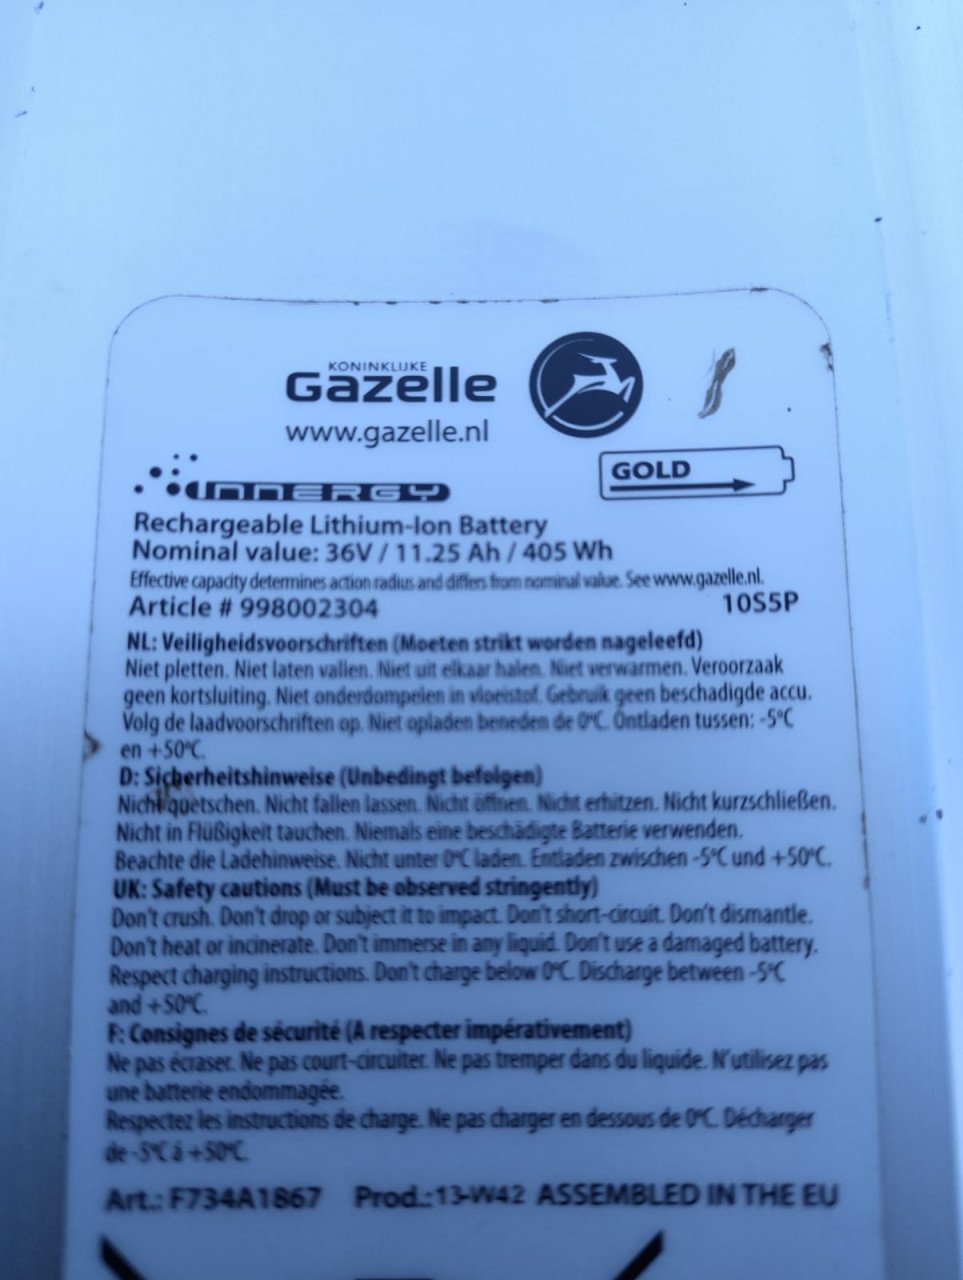 KONINKLIJKE
Gazelle
www.gazelle.nl
INNERGY
GOLD
Rechargeable Lithium-Ion Battery
Nominal value: 36V / 11.25 Ah / 405 Wh
Effective capacity determines action radius and differs from nominal value. See www.gazelle.nl.
Article # 998002304 10S5P
NL: Veiligheidsvoorschriften (Moeten strikt worden nageleefd)
Niet pletten. Niet laten vallen. Niet uit elkaar halen. Niet verwarmen. Veroorzaak
geen kortsluiting. Niet onderdompelen in vloeistof. Gebruik geen beschadigde accu.
Volg de laadvoorschriften op. Niet opladen beneden de 0°C. Ontladen tussen: -5°C
en +50°C.
D: Sicherheitshinweise (Unbedingt befolgen)
Nicht quetschen. Nicht fallen lassen. Nicht öffnen. Nicht erhitzen. Nicht kurzschließen.
Nicht in Flüßigkeit tauchen. Niemals eine beschädigte Batterie verwenden.
Beachte die Ladehinweise. Nicht unter 0°C laden. Entladen zwischen -5°C und +50°C.
UK: Safety cautions (Must be observed stringently)
Don't crush. Don't drop or subject it to impact. Don't short-circuit. Don't dismantle.
Don't heat or incinerate. Don't immerse in any liquid. Don't use a damaged battery.
Respect charging instructions. Don't charge below 0°C. Discharge between -5°C
and +50°C.
F: Consignes de sécurité (A respecter impérativement)
Ne pas écraser. Ne pas court-circuiter. Ne pas tremper dans du liquide. N'utilisez pas
une batterie endommagée.
Respectez les instructions de charge. Ne pas charger en dessous de 0°C. Décharger
de -5°C à +50°C.
Art.: F734A1867 Prod.:13-W42 ASSEMBLED IN THE EU